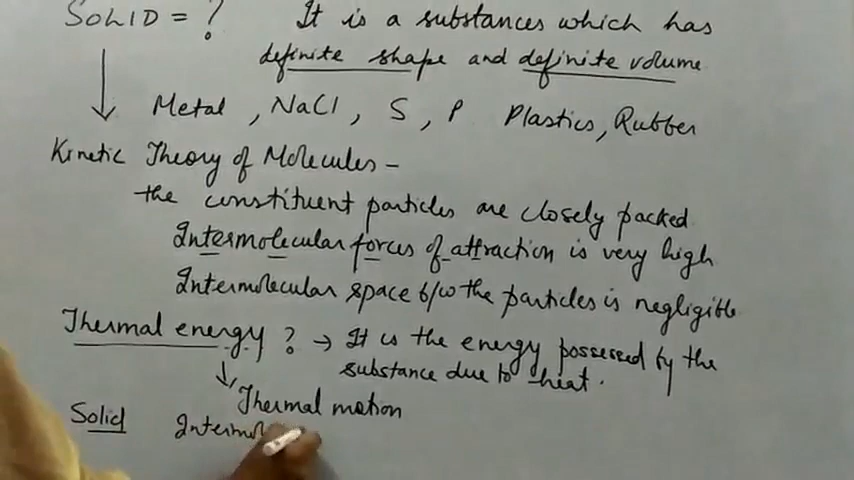 SOLID = ? It is a substances which has
definite shape and definite volume
Metal, NaCl, S, P Plastics, Rubber
Kinetic Theory of Molecules -
the constituent particles are closely packed
Intermolecular forces of attraction is very high
Intermolecular space b/w the particles is negligible
Thermal energy ? → It is the energy possessed by the
substance due to heat.
Thermal motion
Solid Intermol